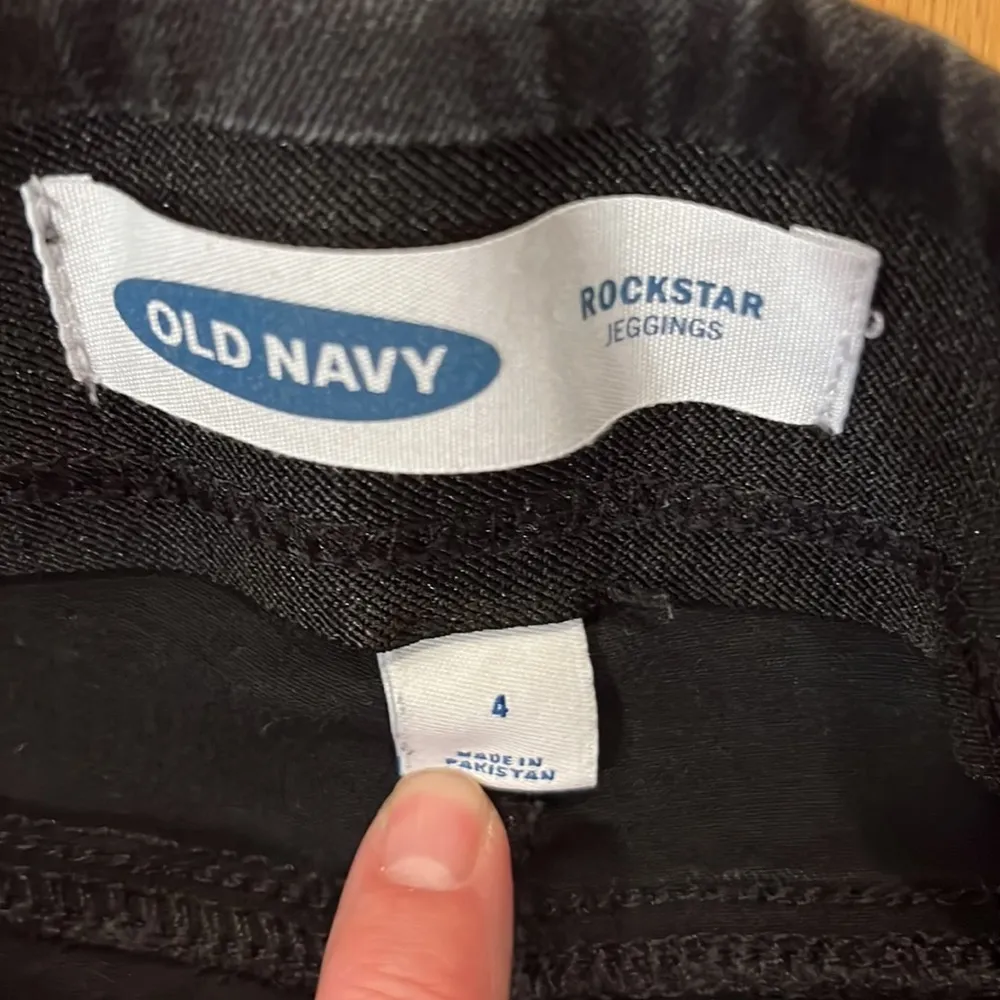 OLD NAVY
ROCKSTAR
JEGGINGS
4
MADE IN
PAKISTAN